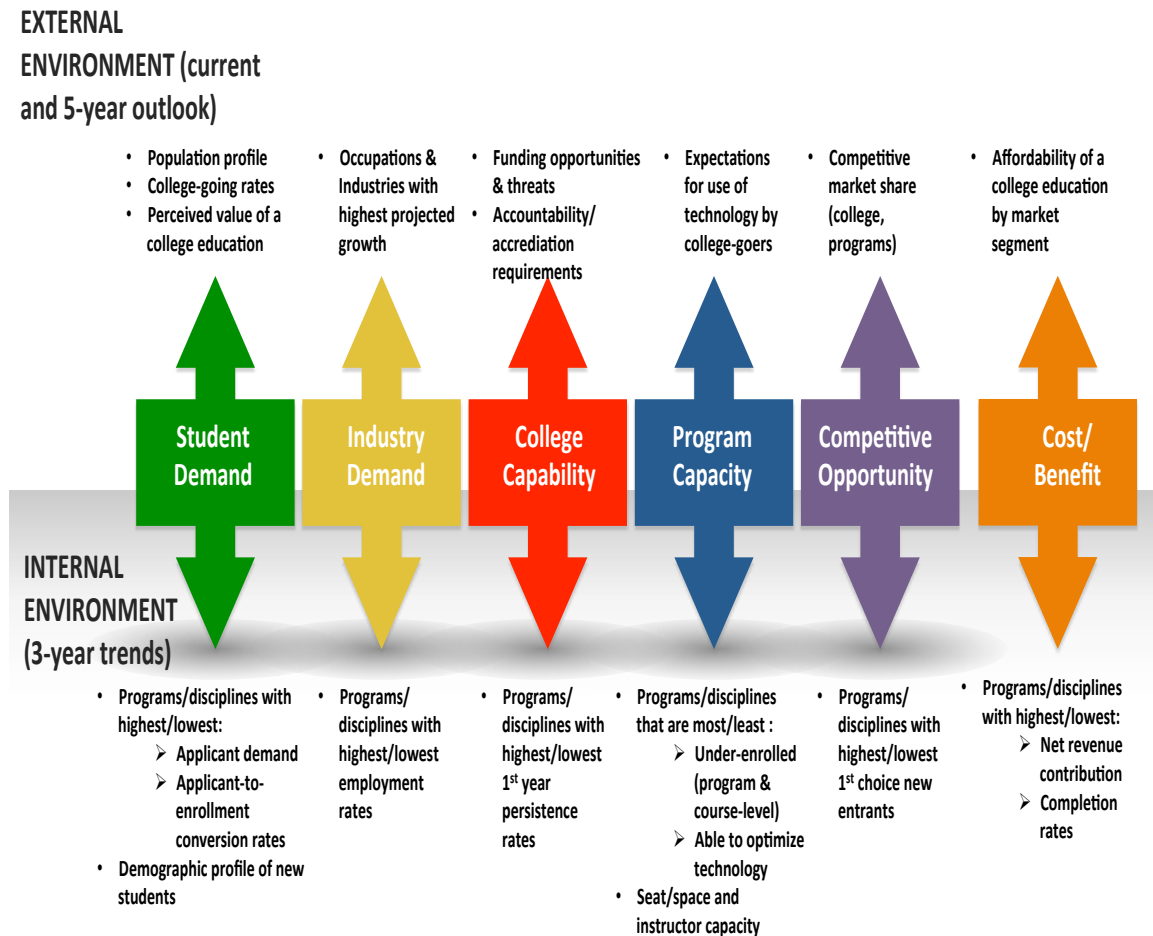 EXTERNAL
ENVIRONMENT (current
and 5-year outlook)
• Population profile
• College-going rates
• Perceived value of a
college education
• Occupations &
Industries with
highest projected
growth
• Funding opportunities
& threats
• Accountability/
accrediation
requirements
• Expectations
for use of
technology by
college-goers
• Competitive
market share
(college,
programs)
• Affordability of a
college education
by market
segment
Student
Demand
Industry
Demand
College
Capability
Program
Capacity
Competitive
Opportunity
Cost/
Benefit
INTERNAL
ENVIRONMENT
(3-year trends)
• Programs/disciplines with
highest/lowest:
➢ Applicant demand
➢ Applicant-to-
enrollment
conversion rates
• Demographic profile of new
students
• Programs/
disciplines with
highest/lowest
employment
rates
• Programs/
disciplines with
highest/lowest
1st year
persistence
rates
• Programs/disciplines
that are most/least :
➢ Under-enrolled
(program &
course-level)
➢ Able to optimize
technology
• Seat/space and
instructor capacity
• Programs/
disciplines with
highest/lowest
1st choice new
entrants
• Programs/disciplines
with highest/lowest:
➢ Net revenue
contribution
➢ Completion
rates